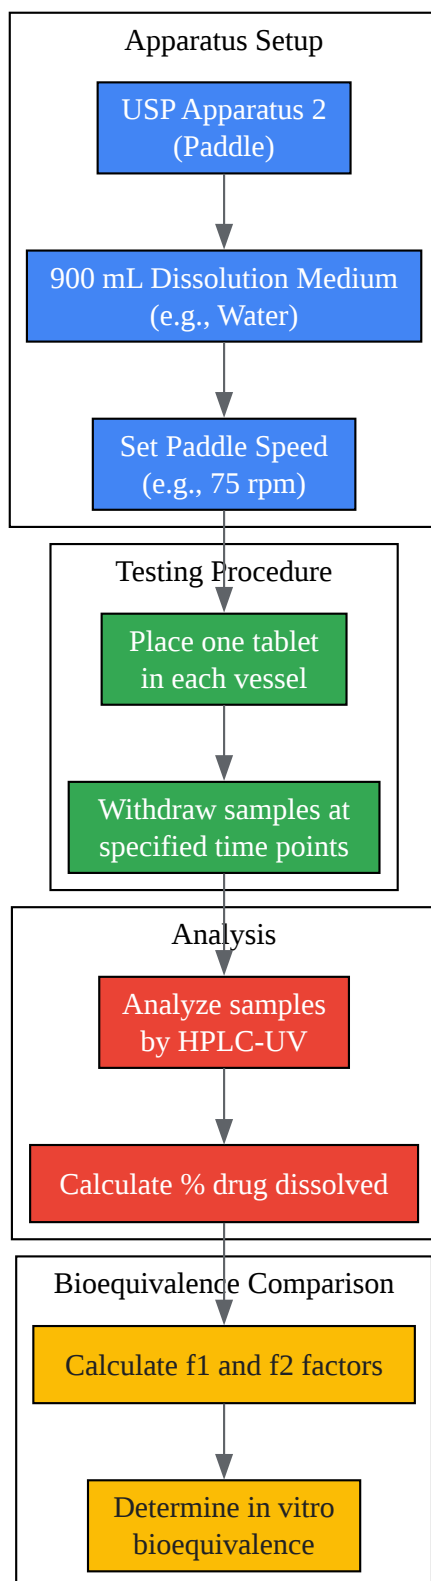 Apparatus Setup
USP Apparatus 2
(Paddle)
900 mL Dissolution Medium
(e.g., Water)
Set Paddle Speed
(e.g., 75 rpm)
Testing Procedure
Place one tablet
in each vessel
Withdraw samples at
specified time points
Analysis
Analyze samples
by HPLC-UV
Calculate % drug dissolved
Bioequivalence Comparison
Calculate f1 and f2 factors
Determine in vitro
bioequivalence